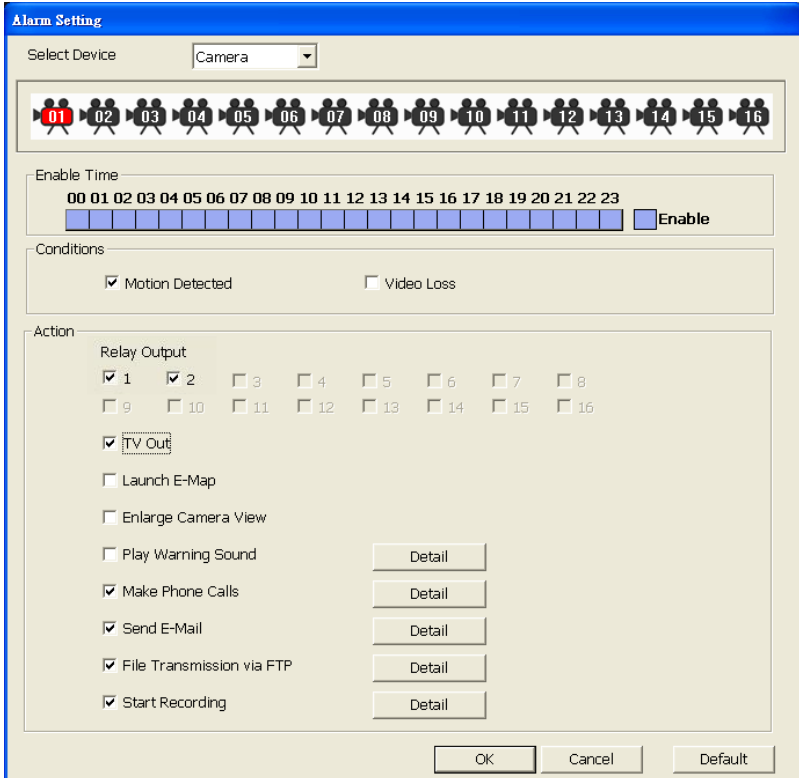 Alarm Setting
Select Device Camera
01 02 03 04 05 06 07 08 09 10 11 12 13 14 15 16
Enable Time
00 01 02 03 04 05 06 07 08 09 10 11 12 13 14 15 16 17 18 19 20 21 22 23
Enable
Conditions
Motion Detected Video Loss
Action
Relay Output
1 2 3 4 5 6 7 8
9 10 11 12 13 14 15 16
TV Out
Launch E-Map
Enlarge Camera View
Play Warning Sound Detail
Make Phone Calls Detail
Send E-Mail Detail
File Transmission via FTP Detail
Start Recording Detail
OK Cancel Default